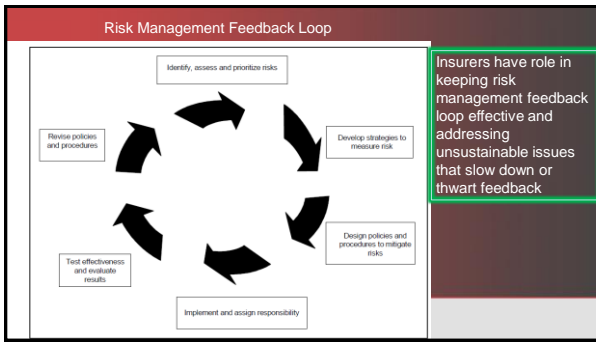 Risk Management Feedback Loop
Identify, assess and prioritize risks
Develop strategies to
measure risk
Design policies and
procedures to mitigate
risks
Implement and assign responsibility
Test effectiveness
and evaluate
results
Revise policies
and procedures
Insurers have role in
keeping risk
management feedback
loop effective and
addressing
unsustainable issues
that slow down or
thwart feedback